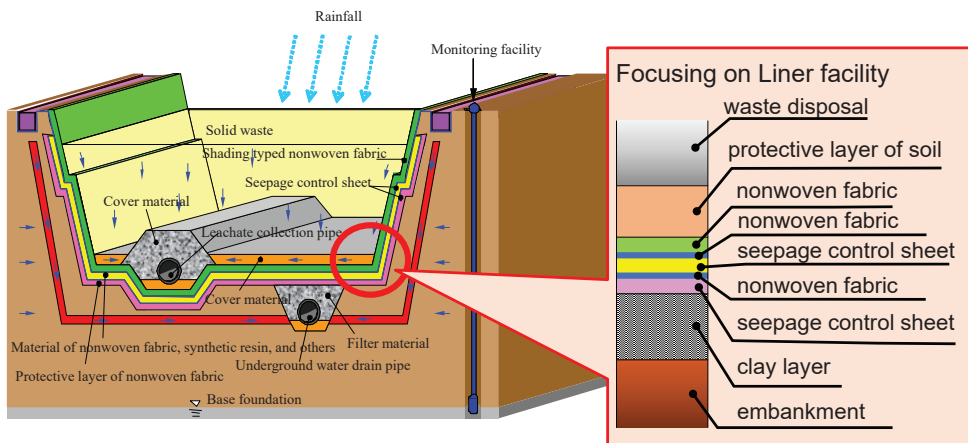 Rainfall
Monitoring facility
Solid waste
Shading typed nonwoven fabric
Seepage control sheet
Cover material
Leachate collection pipe
Cover material
Filter material
Material of nonwoven fabric, synthetic resin, and others
Underground water drain pipe
Protective layer of nonwoven fabric
Base foundation
Focusing on Liner facility
waste disposal
protective layer of soil
nonwoven fabric
nonwoven fabric
seepage control sheet
nonwoven fabric
seepage control sheet
clay layer
embankment